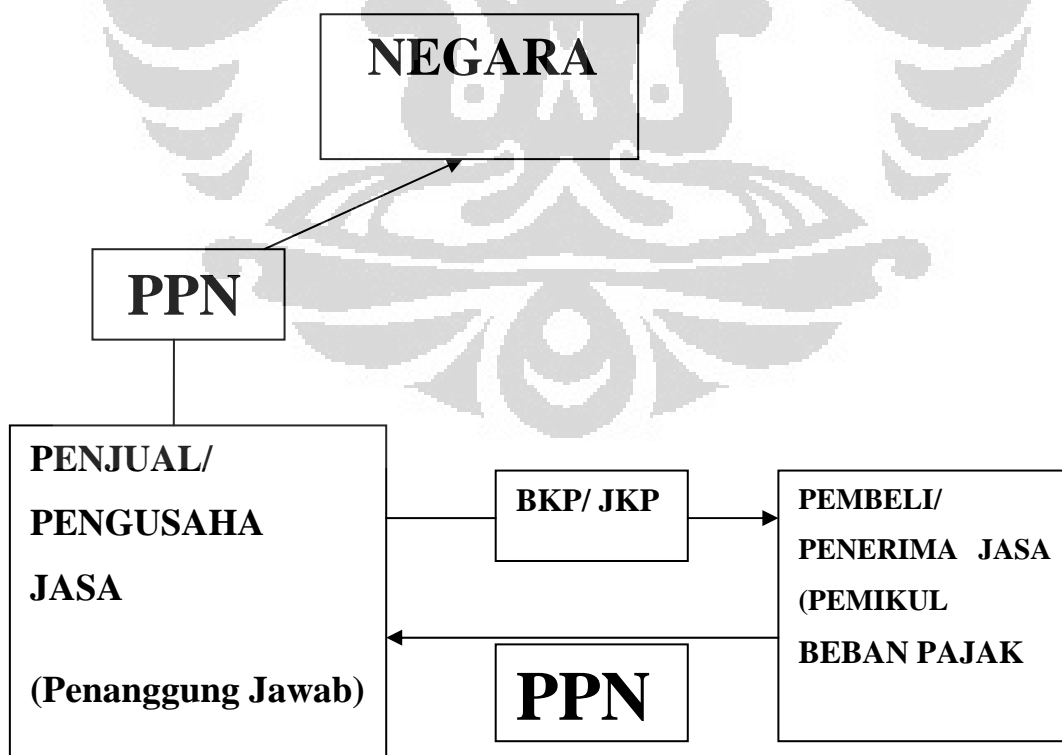 NEGARA
PPN
PENJUAL/
PENGUSAHA
JASA
(Penanggung Jawab)
BKP/ JKP
PPN
PEMBELI/
PENERIMA JASA
(PEMIKUL
BEBAN PAJAK